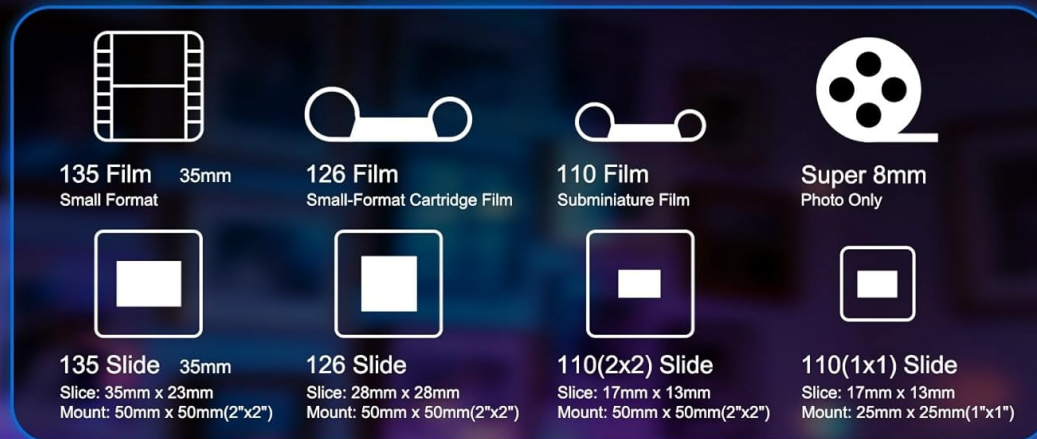 135 Film 35mm
Small Format
126 Film
Small-Format Cartridge Film
110 Film
Subminiature Film
Super 8mm
Photo Only
135 Slide 35mm
Slice: 35mm x 23mm
Mount: 50mm x 50mm(2"x2")
126 Slide
Slice: 28mm x 28mm
Mount: 50mm x 50mm(2"x2")
110(2x2) Slide
Slice: 17mm x 13mm
Mount: 50mm x 50mm(2"x2")
110(1x1) Slide
Slice: 17mm x 13mm
Mount: 25mm x 25mm(1"x1")